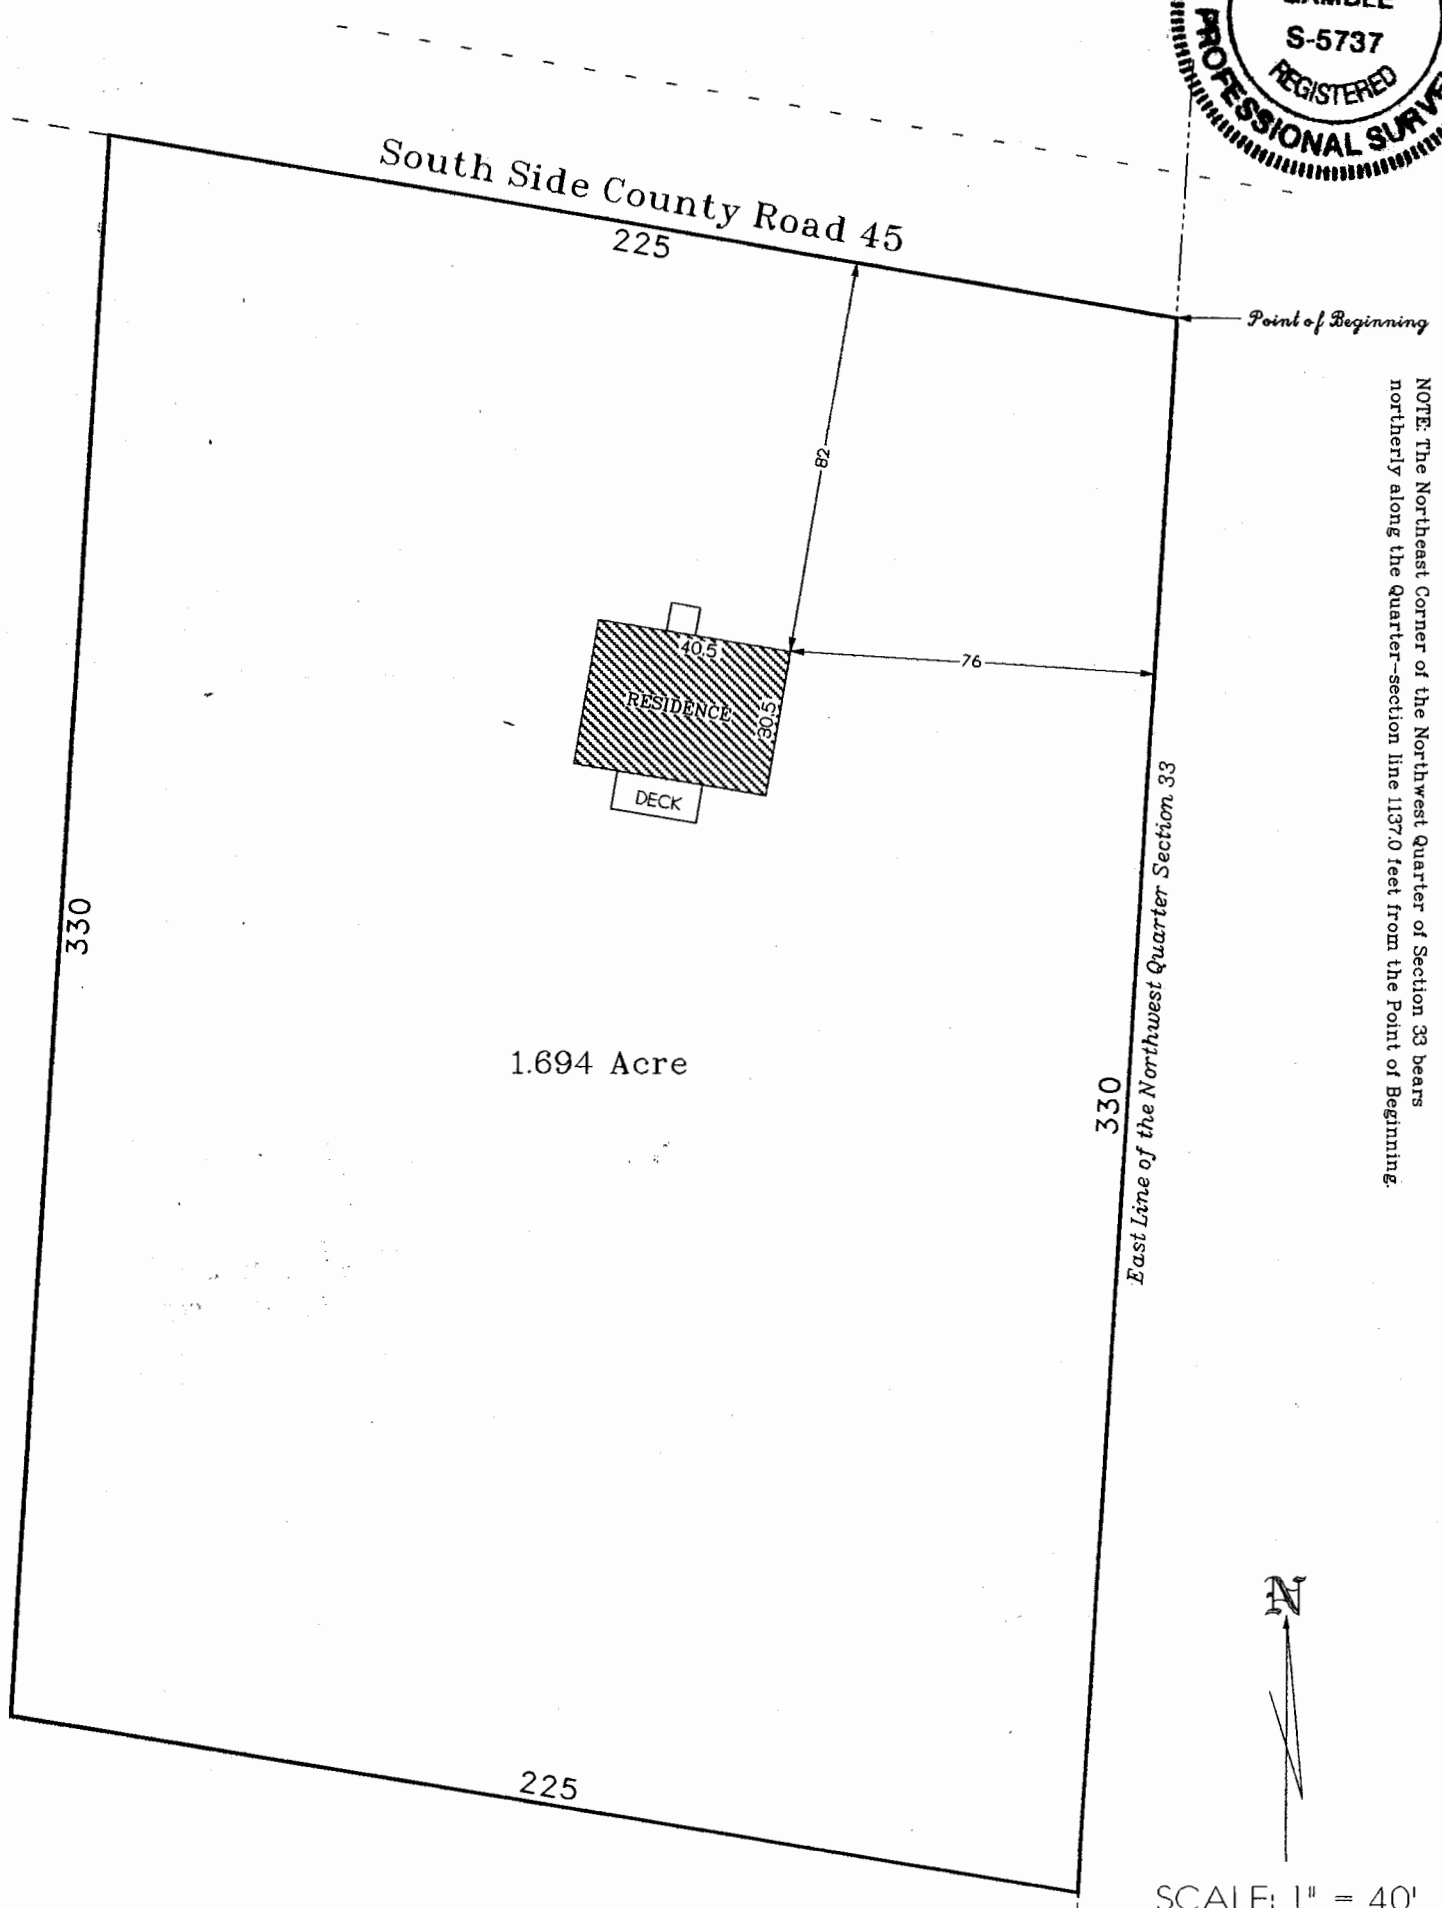 S-5737
REGISTERED
PROFESSIONAL
South Side County Road 45
225
Point of Beginning
82
NOTE: The Northeast Corner of the Northwest Quarter of Section 33 bears
northerly along the Quarter-section line 1137.0 feet from the Point of Beginning.
40.5
76
RESIDENCE
30.5
DECK
East Line of the Northwest Quarter Section 33
330
1.694 Acre
330
N
225
SCALE: 1" = 40'